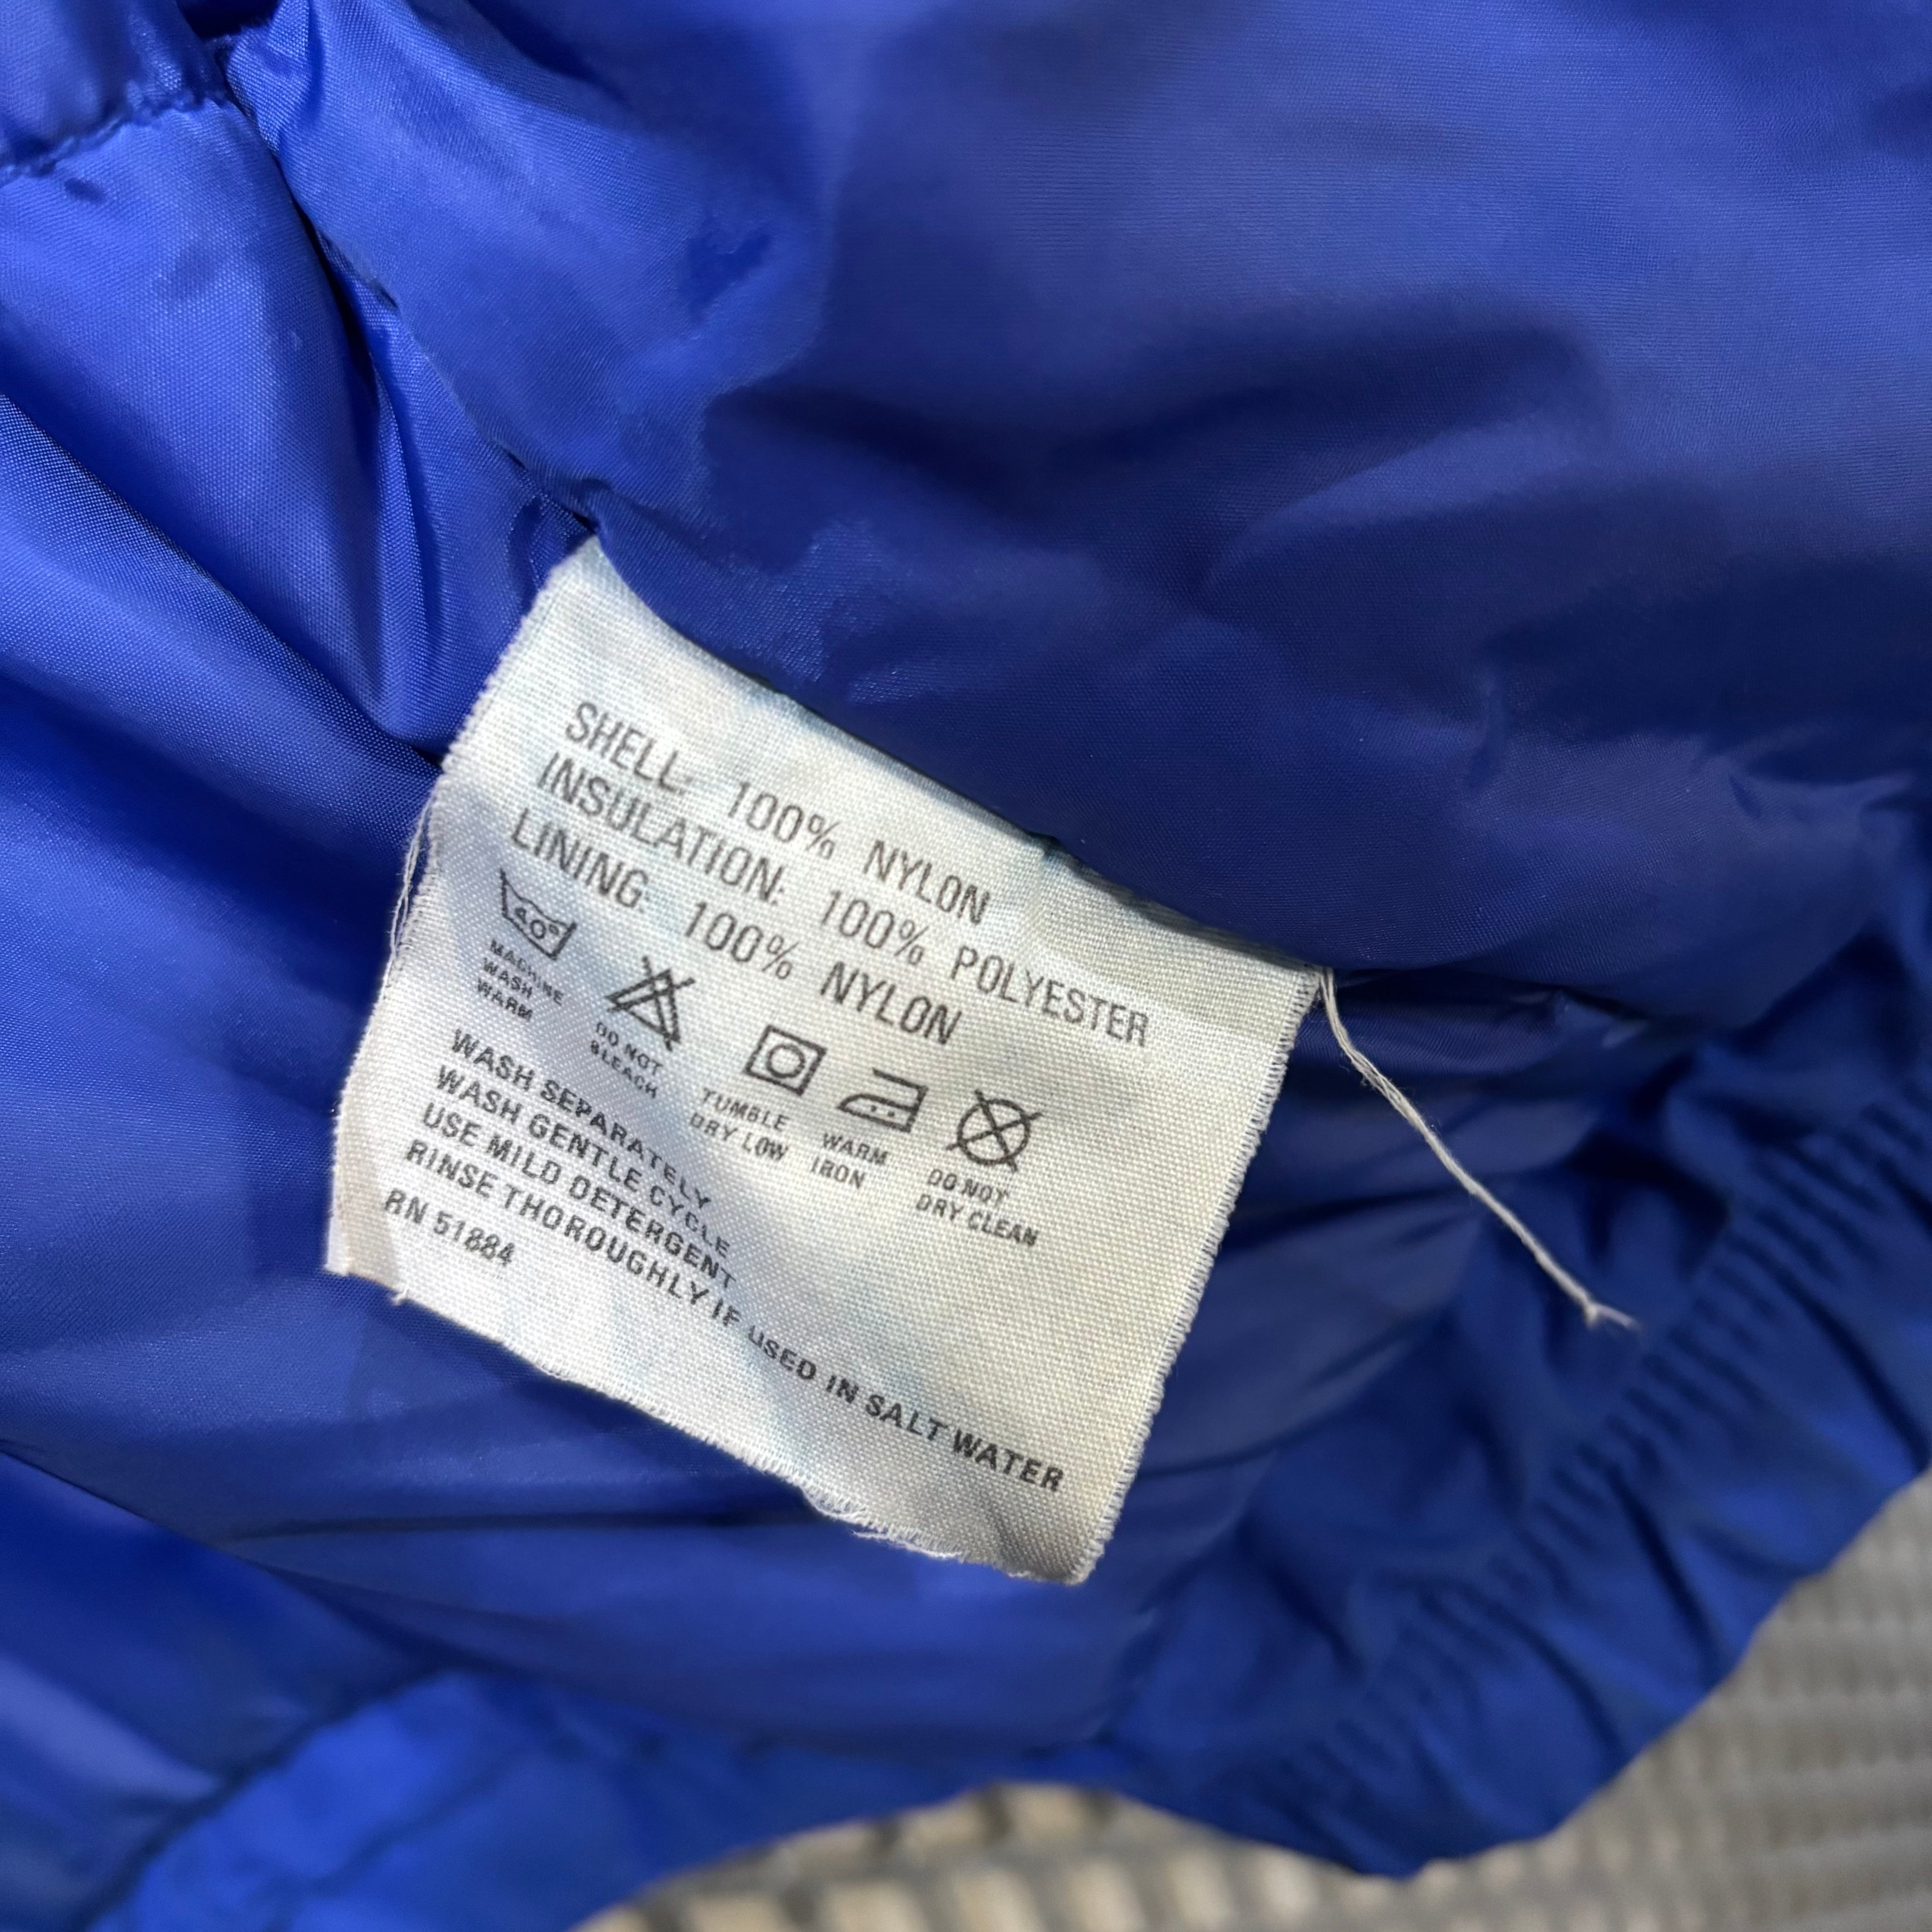 SHELL: 100% NYLON
INSULATION: 100% POLYESTER
LINING: 100% NYLON
40°
MACHINE
WASH
WARM
DO NOT
BLEACH
TUMBLE
DRY LOW
WARM
IRON
DO NOT
DRY CLEAN
WASH SEPARATELY
WASH GENTLE CYCLE
USE MILD DETERGENT
RINSE THOROUGHLY IF USED IN SALT WATER
RN 51884